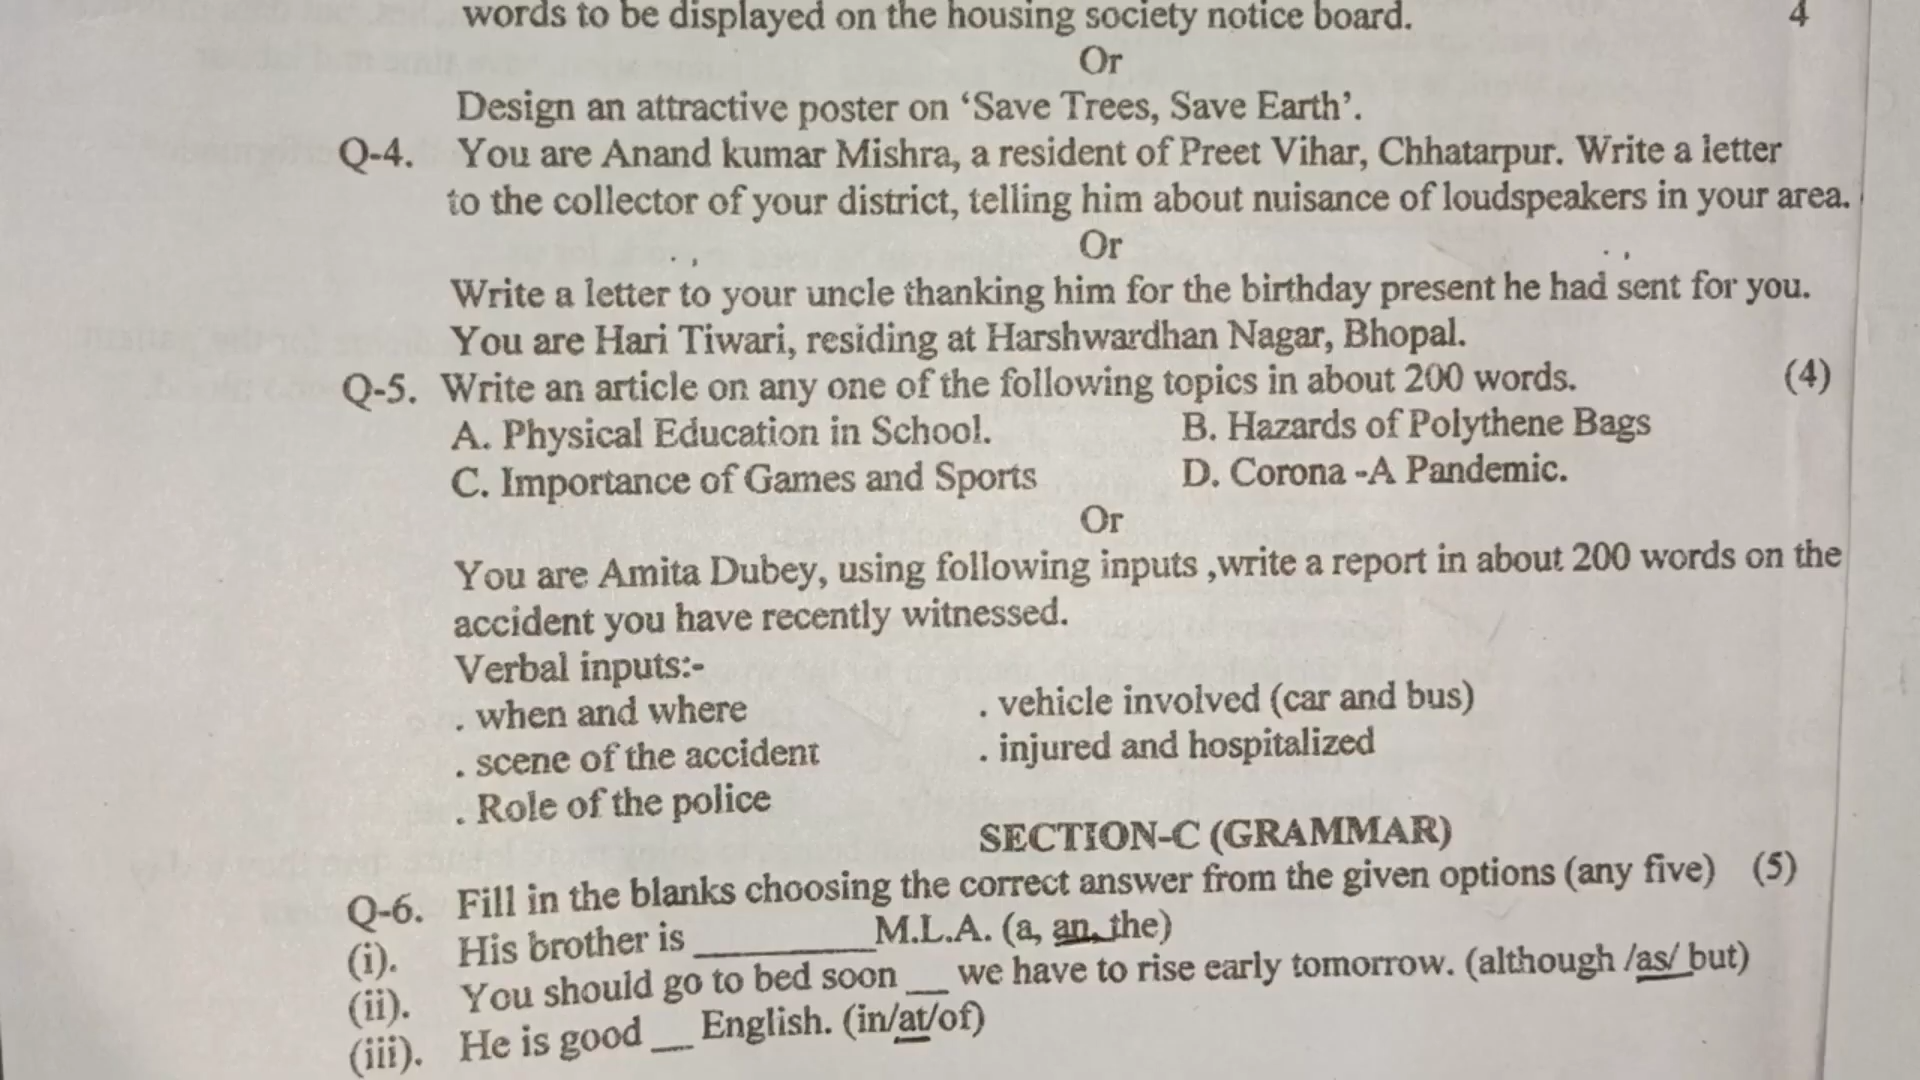 words to be displayed on the housing society notice board. 4
Or
Design an attractive poster on ‘Save Trees, Save Earth’.
Q-4. You are Anand kumar Mishra, a resident of Preet Vihar, Chhatarpur. Write a letter
to the collector of your district, telling him about nuisance of loudspeakers in your area.
Or
Write a letter to your uncle thanking him for the birthday present he had sent for you.
You are Hari Tiwari, residing at Harshwardhan Nagar, Bhopal.
Q-5. Write an article on any one of the following topics in about 200 words. (4)
A. Physical Education in School. B. Hazards of Polythene Bags
C. Importance of Games and Sports D. Corona -A Pandemic.
Or
You are Amita Dubey, using following inputs ,write a report in about 200 words on the
accident you have recently witnessed.
Verbal inputs:-
. when and where . vehicle involved (car and bus)
. scene of the accident . injured and hospitalized
. Role of the police
SECTION-C (GRAMMAR)
Q-6. Fill in the blanks choosing the correct answer from the given options (any five) (5)
(i). His brother is __________ M.L.A. (a, an, the)
(ii). You should go to bed soon __ we have to rise early tomorrow. (although /as/ but)
(iii). He is good __ English. (in/at/of)